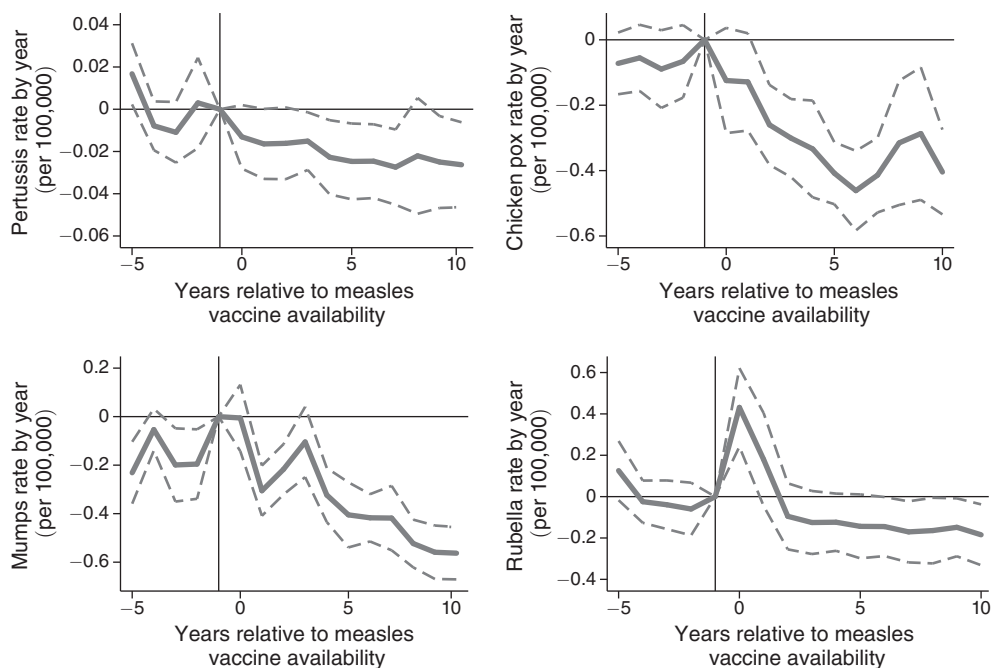 Pertussis rate by year
(per 100,000)
0.04
0.02
0
−0.02
−0.04
−0.06
−5
0
5
10
Years relative to measles
vaccine availability
Chicken pox rate by year
(per 100,000)
0
−0.2
−0.4
−0.6
−5
0
5
10
Years relative to measles
vaccine availability
Mumps rate by year
(per 100,000)
0.2
0
−0.2
−0.4
−0.6
−5
0
5
10
Years relative to measles
vaccine availability
Rubella rate by year
(per 100,000)
0.6
0.4
0.2
0
−0.2
−0.4
−5
0
5
10
Years relative to measles
vaccine availability